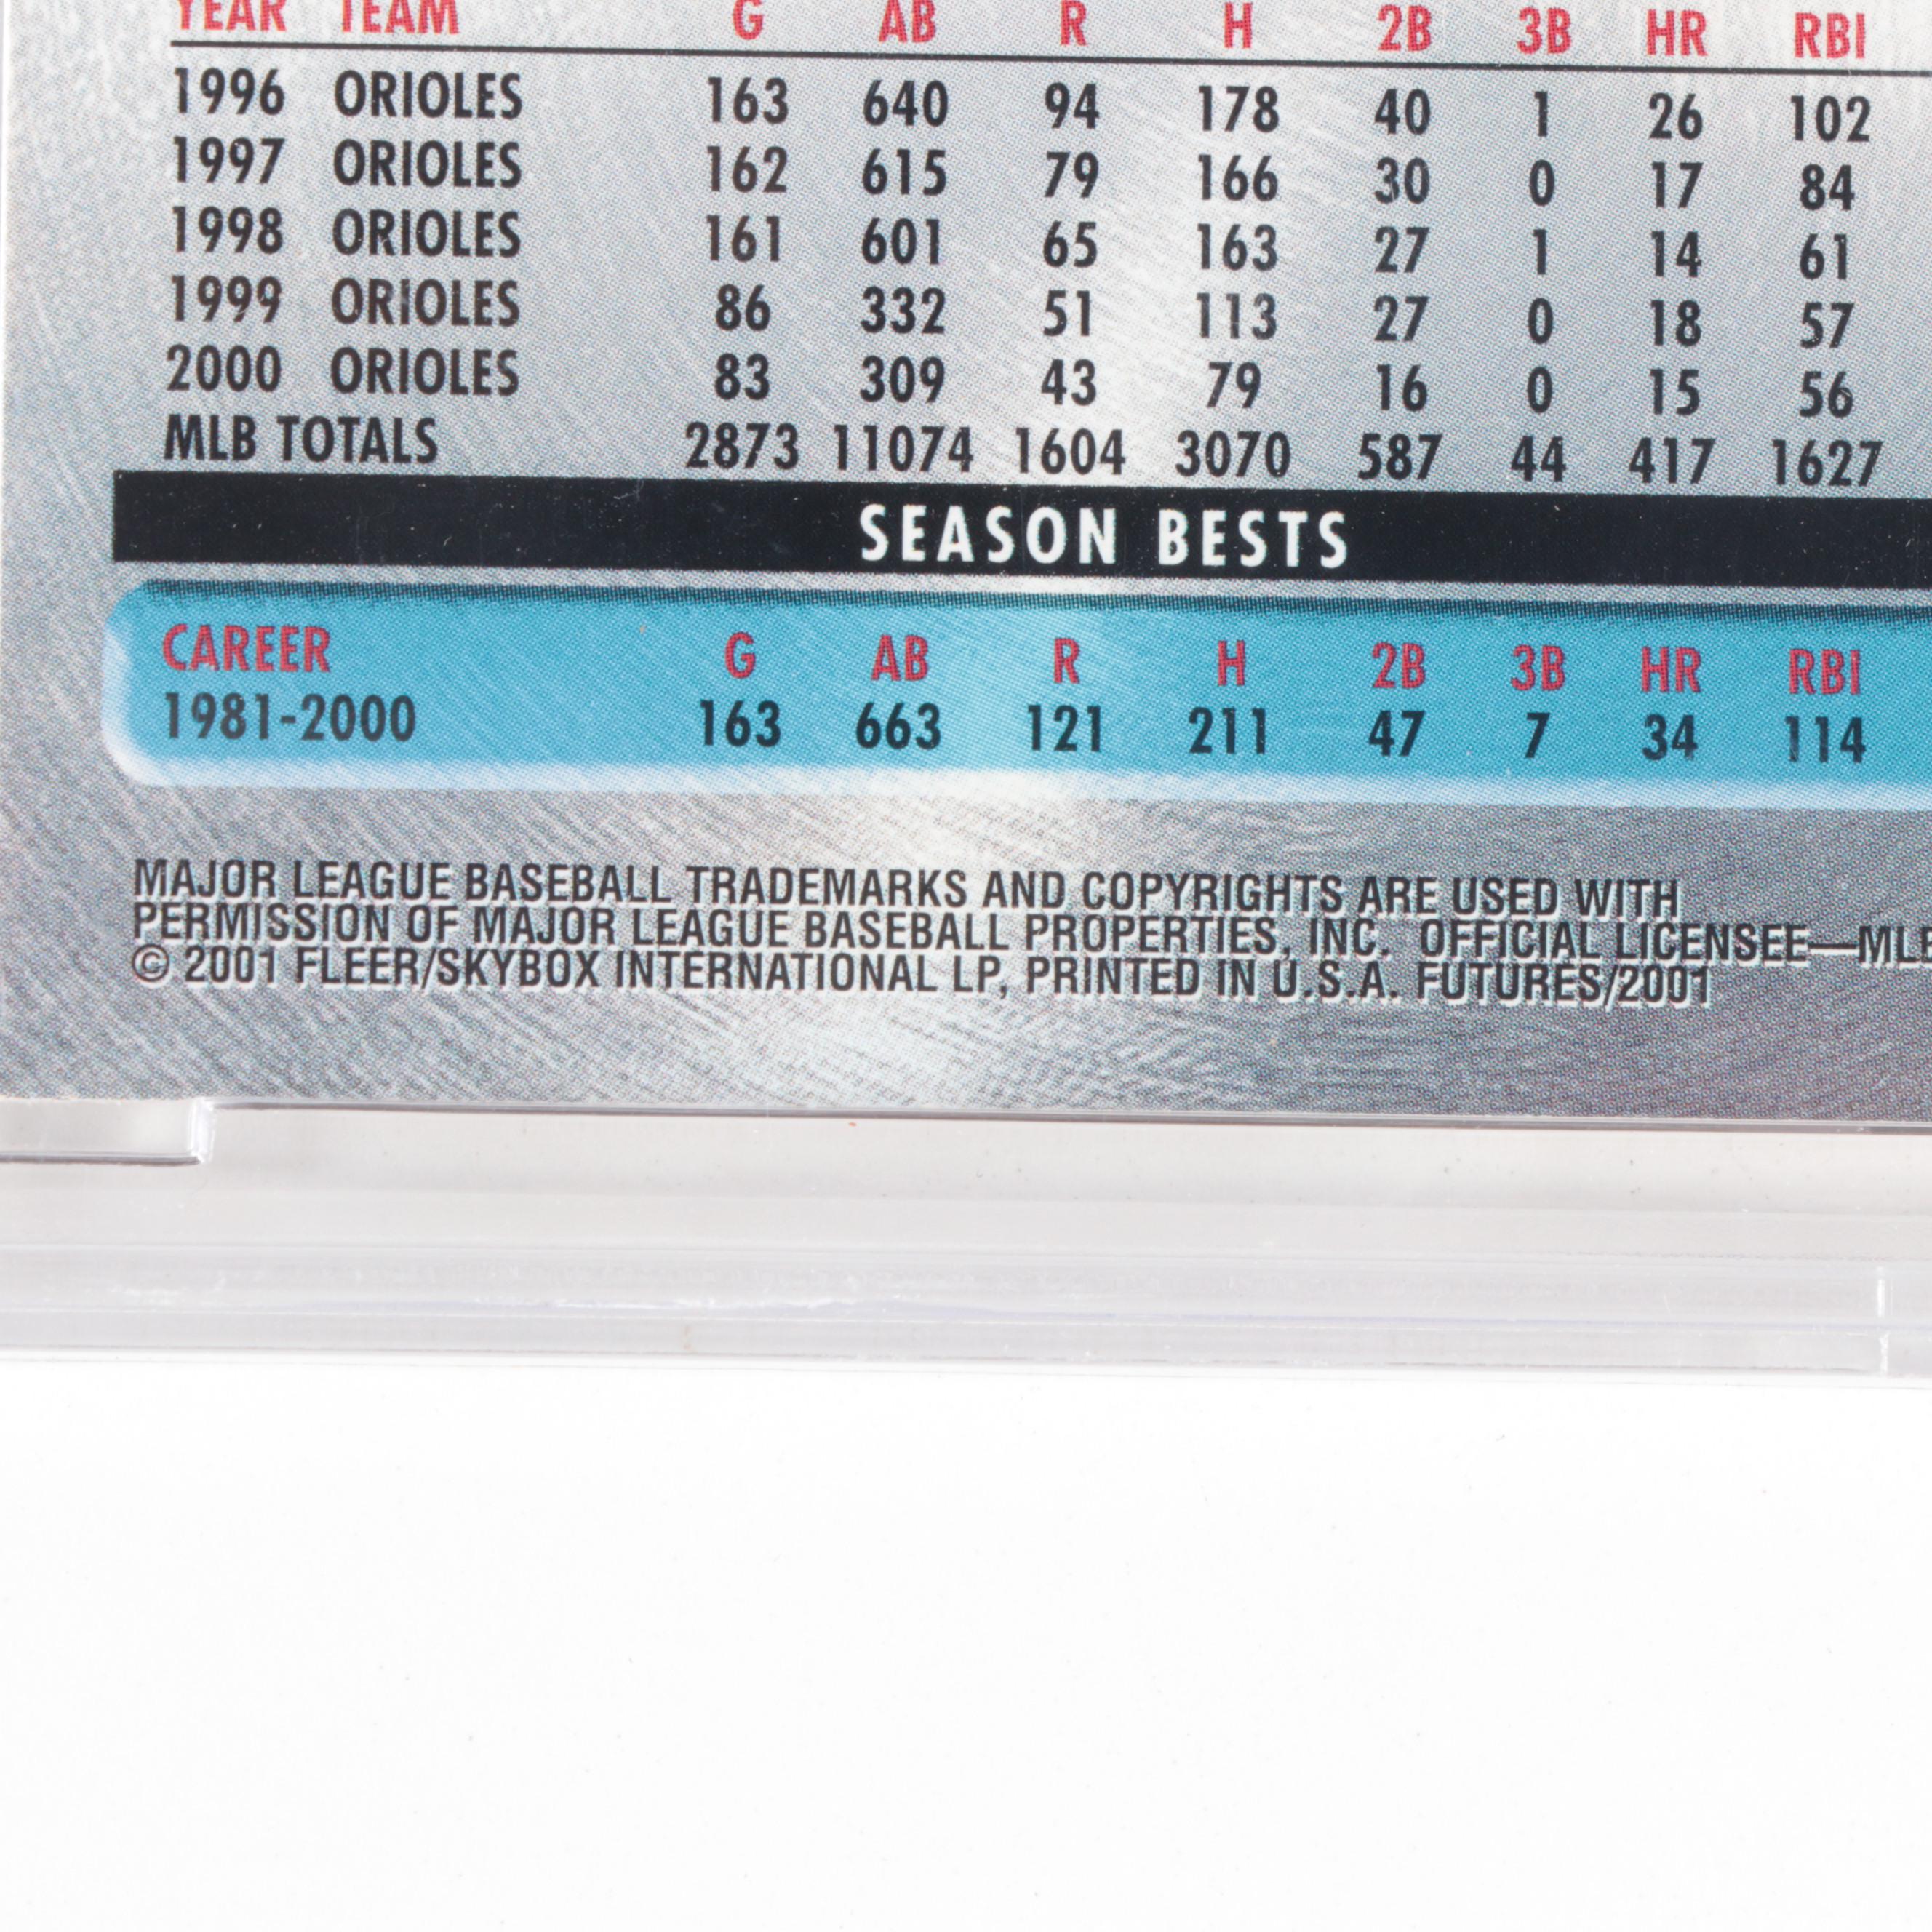 YEAR TEAM G AB R H 2B 3B HR RBI
1996 ORIOLES 163 640 94 178 40 1 26 102
1997 ORIOLES 162 615 79 166 30 0 17 84
1998 ORIOLES 161 601 65 163 27 1 14 61
1999 ORIOLES 86 332 51 113 27 0 18 57
2000 ORIOLES 83 309 43 79 16 0 15 56
MLB TOTALS 2873 11074 1604 3070 587 44 417 1627
SEASON BESTS
CAREER G AB R H 2B 3B HR RBI
1981-2000 163 663 121 211 47 7 34 114
MAJOR LEAGUE BASEBALL TRADEMARKS AND COPYRIGHTS ARE USED WITH
PERMISSION OF MAJOR LEAGUE BASEBALL PROPERTIES, INC. OFFICIAL LICENSEE—MLB
© 2001 FLEER/SKYBOX INTERNATIONAL LP, PRINTED IN U.S.A. FUTURES/2001